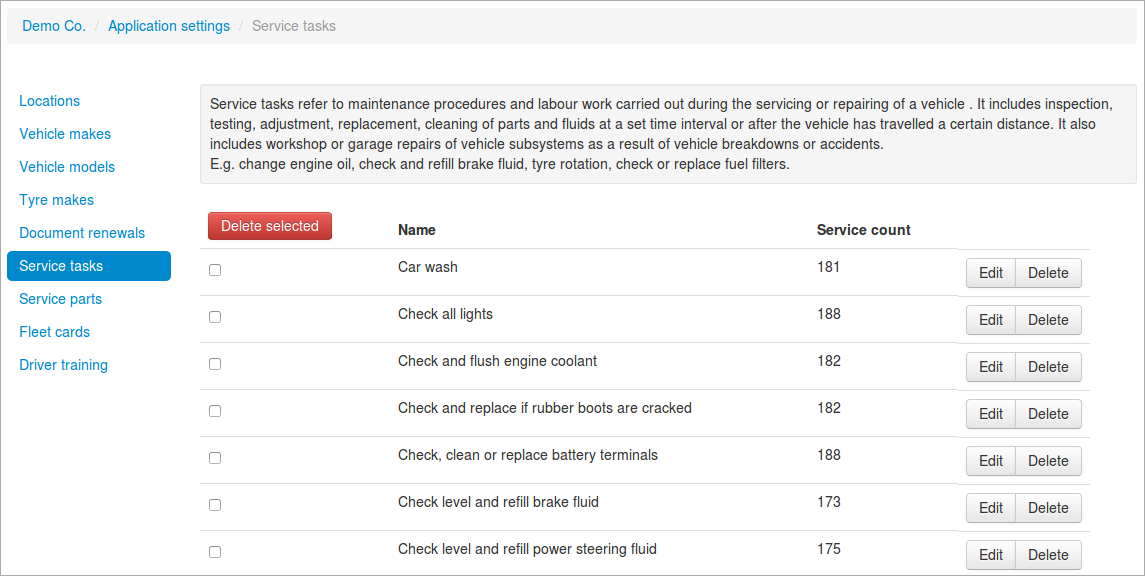 Demo Co. / Application settings / Service tasks
Locations
Vehicle makes
Vehicle models
Tyre makes
Document renewals
Service tasks
Service parts
Fleet cards
Driver training
Service tasks refer to maintenance procedures and labour work carried out during the servicing or repairing of a vehicle . It includes inspection,
testing, adjustment, replacement, cleaning of parts and fluids at a set time interval or after the vehicle has travelled a certain distance. It also
includes workshop or garage repairs of vehicle subsystems as a result of vehicle breakdowns or accidents.
E.g. change engine oil, check and refill brake fluid, tyre rotation, check or replace fuel filters.
Delete selected Name Service count
Car wash 181 Edit Delete
Check all lights 188 Edit Delete
Check and flush engine coolant 182 Edit Delete
Check and replace if rubber boots are cracked 182 Edit Delete
Check, clean or replace battery terminals 188 Edit Delete
Check level and refill brake fluid 173 Edit Delete
Check level and refill power steering fluid 175 Edit Delete